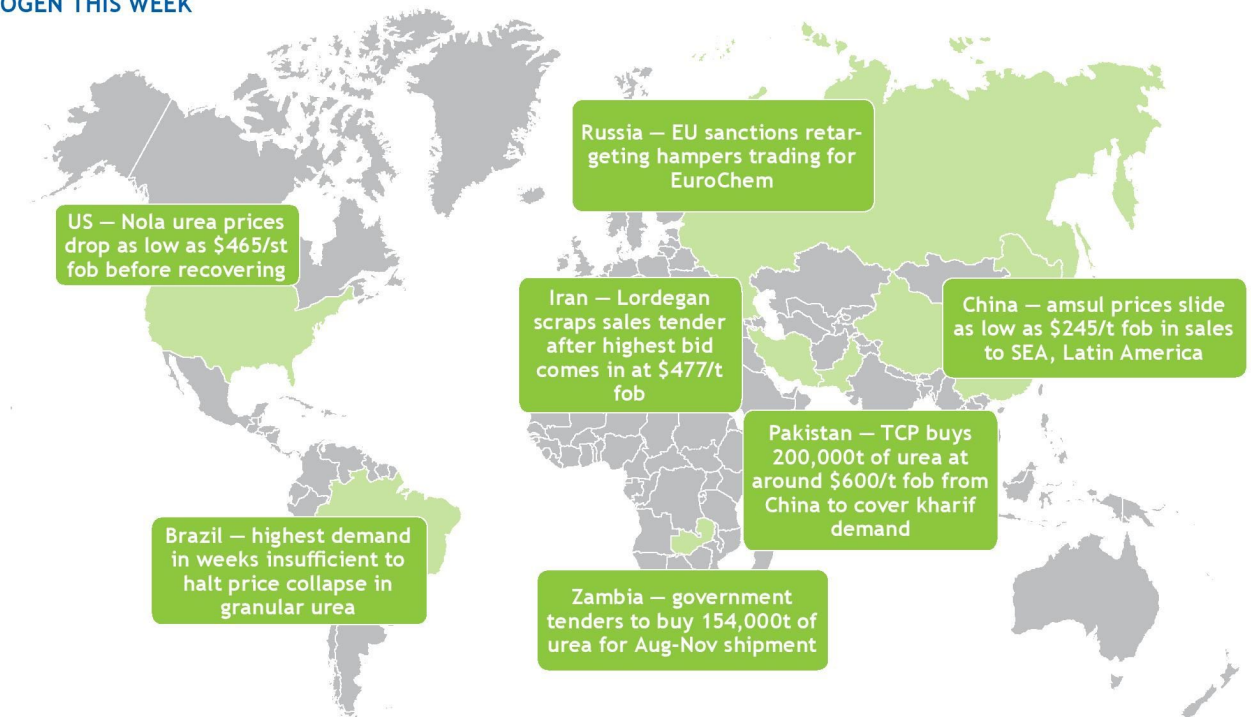 OGEN THIS WEEK
Russia — EU sanctions retar-
geting hampers trading for
EuroChem
US — Nola urea prices
drop as low as $465/st
fob before recovering
Iran — Lordegan
scraps sales tender
after highest bid
comes in at $477/t
fob
China — amsul prices slide
as low as $245/t fob in sales
to SEA, Latin America
Pakistan — TCP buys
200,000t of urea at
around $600/t fob from
China to cover kharif
demand
Brazil — highest demand
in weeks insufficient to
halt price collapse in
granular urea
Zambia — government
tenders to buy 154,000t of
urea for Aug-Nov shipment